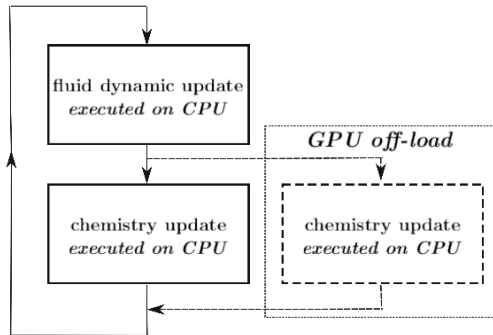 fluid dynamic update
executed on CPU
GPU off-load
chemistry update
executed on CPU
chemistry update
executed on CPU